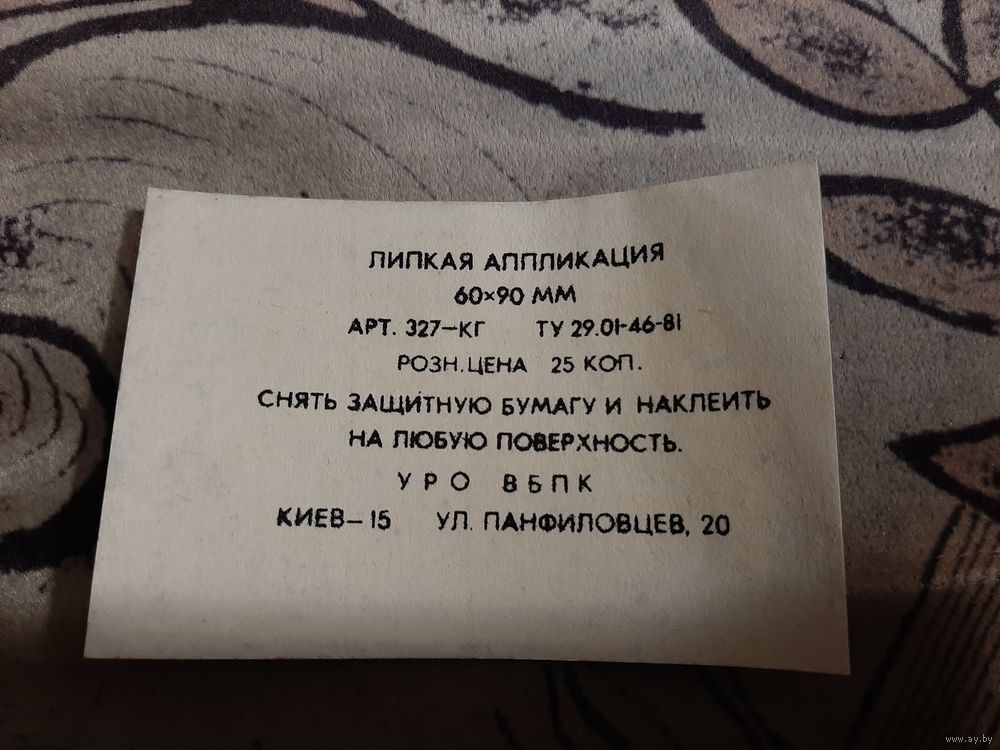 ЛИПКАЯ АППЛИКАЦИЯ
60×90 ММ
АРТ. 327-КГ ТУ 29.01-46-81
РОЗН. ЦЕНА 25 КОП.
СНЯТЬ ЗАЩИТНУЮ БУМАГУ И НАКЛЕИТЬ
НА ЛЮБУЮ ПОВЕРХНОСТЬ.
УРО ВБПК
КИЕВ-15 УЛ. ПАНФИЛОВЦЕВ, 20
www.ay.by